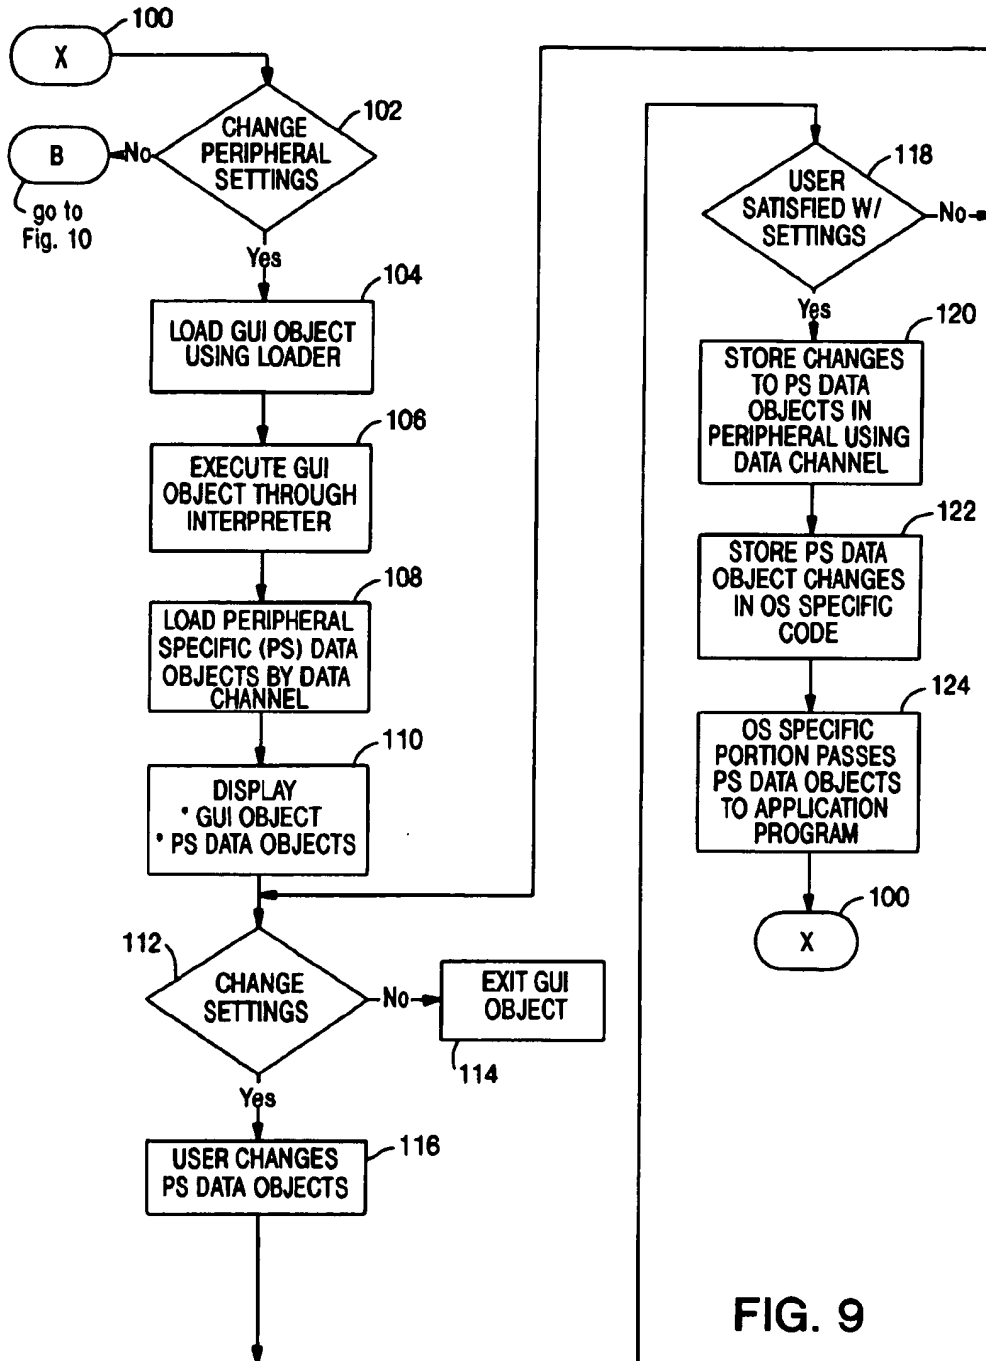 100
X
102
CHANGE
PERIPHERAL
SETTINGS
No
B
go to
Fig. 10
Yes
104
LOAD GUI OBJECT
USING LOADER
106
EXECUTE GUI
OBJECT THROUGH
INTERPRETER
108
LOAD PERIPHERAL
SPECIFIC (PS) DATA
OBJECTS BY DATA
CHANNEL
110
DISPLAY
• GUI OBJECT
• PS DATA OBJECTS
112
CHANGE
SETTINGS
No
EXIT GUI
OBJECT
114
Yes
116
USER CHANGES
PS DATA OBJECTS
118
USER
SATISFIED W/
SETTINGS
No
Yes
120
STORE CHANGES
TO PS DATA
OBJECTS IN
PERIPHERAL USING
DATA CHANNEL
122
STORE PS DATA
OBJECT CHANGES
IN OS SPECIFIC
CODE
124
OS SPECIFIC
PORTION PASSES
PS DATA OBJECTS
TO APPLICATION
PROGRAM
100
X
FIG. 9